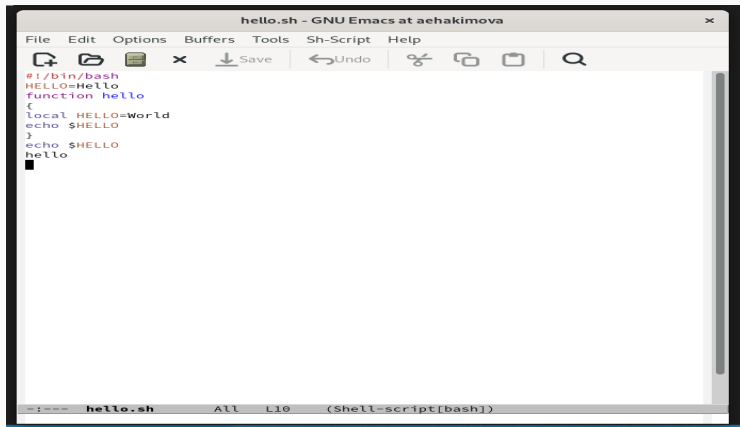 hello.sh - GNU Emacs at aehakimova
File Edit Options Buffers Tools Sh-Script Help
Save Undo
#!/bin/bash
HELLO=Hello
function hello
{
local HELLO=World
echo $HELLO
}
echo $HELLO
hello
-:--- hello.sh All L10 (Shell-script[bash])